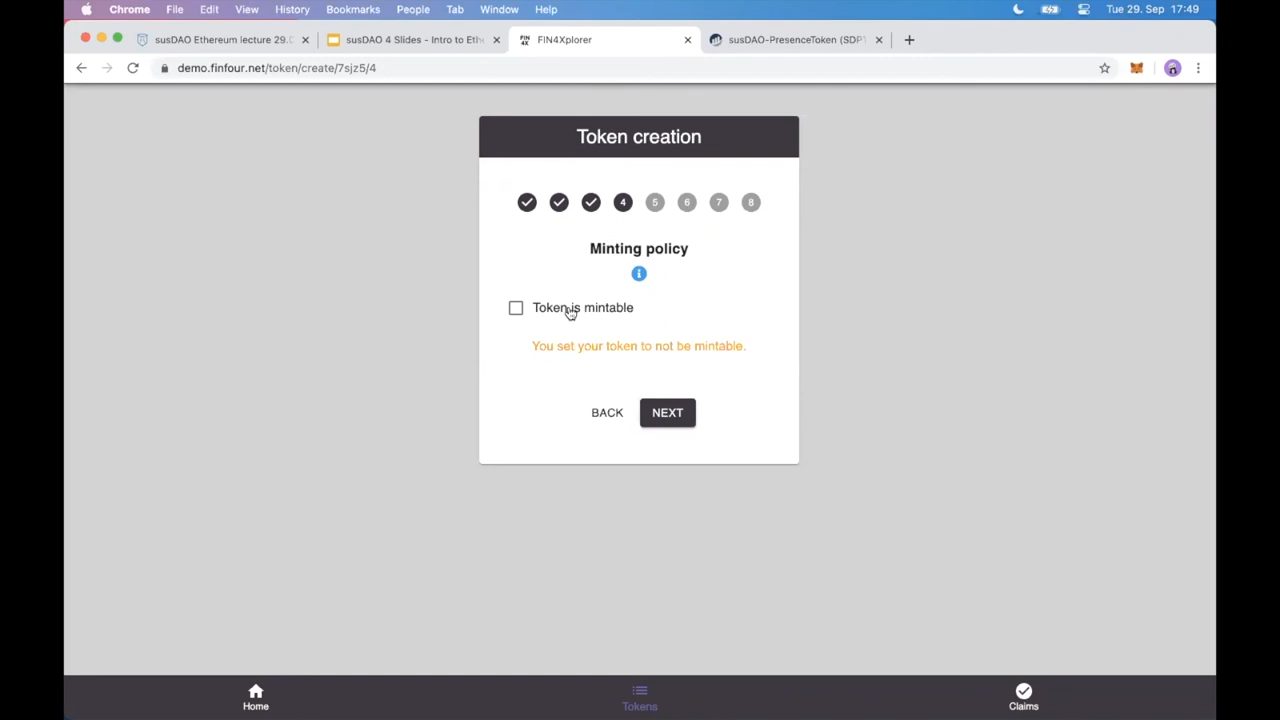 Chrome File Edit View History Bookmarks People Tab Window Help Tue 29. Sep 17:49
susDAO Ethereum lecture 29.0 susDAO 4 Slides - Intro to Eth FIN4X FIN4Xplorer susDAO-PresenceToken (SDPT
demo.finfour.net/token/create/7sjz5/4
Token creation
4 5 6 7 8
Minting policy
i
Token is mintable
You set your token to not be mintable.
BACK NEXT
Home Tokens Claims